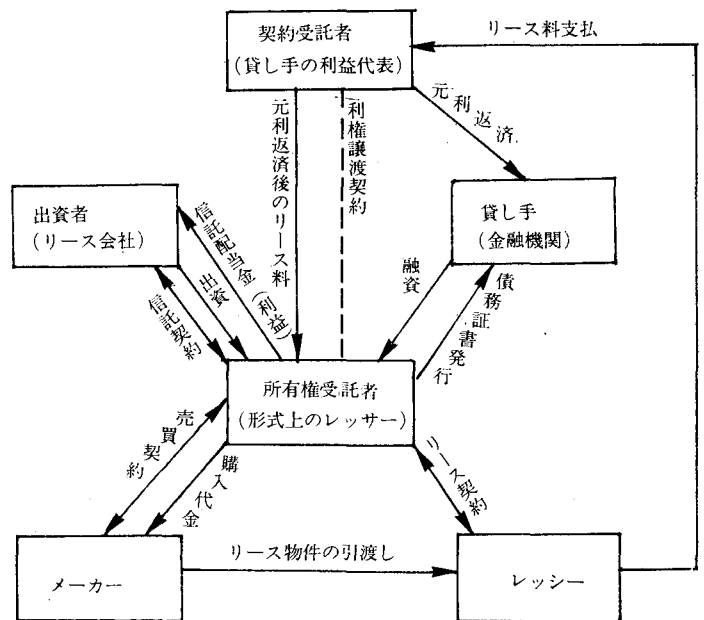 契約受託者
(貸し手の利益代表)
リース料支払
元利返済後のリース料
利権譲渡契約
元利返済
出資者
(リース会社)
貸し手
(金融機関)
信託配当金(利益)
出資
信託契約
融資
債務証書発行
所有権受託者
(形式上のレッサー)
売買契約
購入代金
リース契約
メーカー
リース物件の引渡し
レッシー